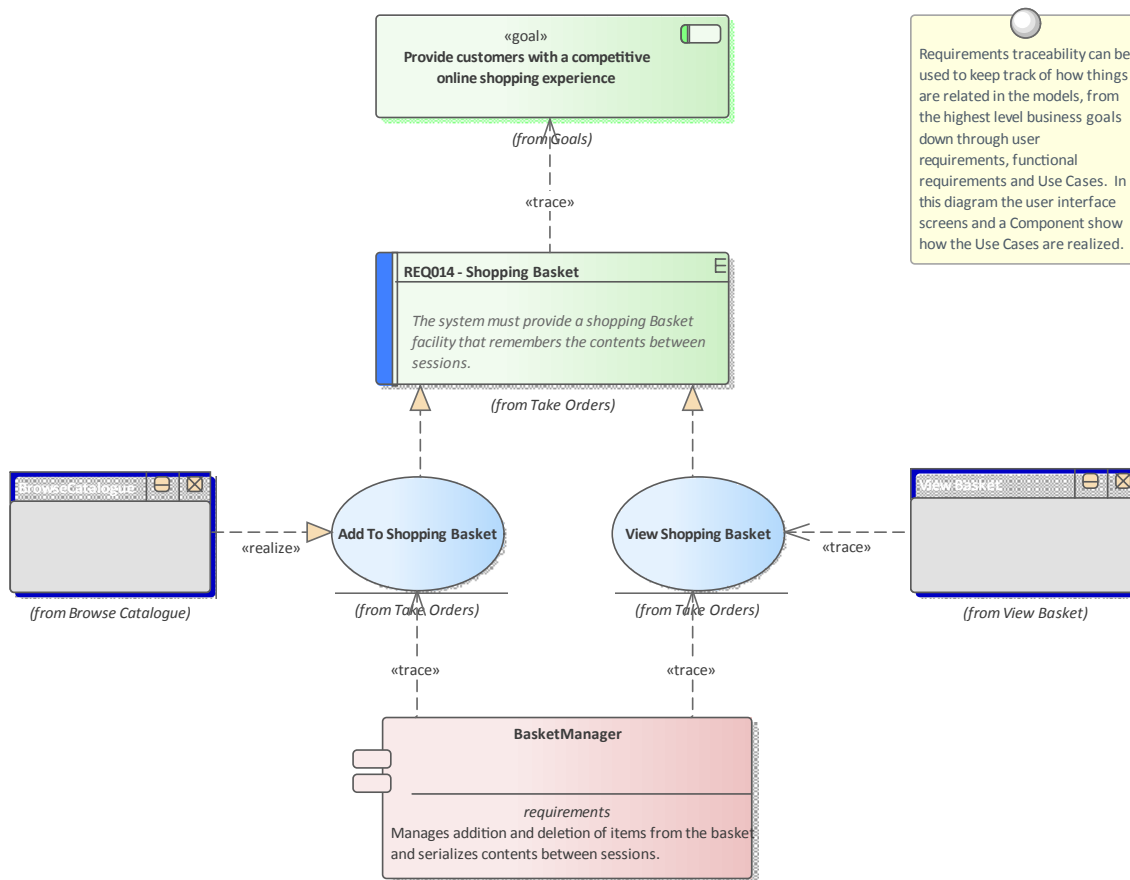 «goal»
Provide customers with a competitive
online shopping experience
(from Goals)
Requirements traceability can be
used to keep track of how things
are related in the models, from
the highest level business goals
down through user
requirements, functional
requirements and Use Cases.  In
this diagram the user interface
screens and a Component show
how the Use Cases are realized.
«trace»
REQ014 - Shopping Basket
E
The system must provide a shopping Basket
facility that remembers the contents between
sessions.
(from Take Orders)
BrowseCatalogue
View Basket
Add To Shopping Basket
View Shopping Basket
«realize»
«trace»
(from Browse Catalogue)
(from Take Orders)
(from Take Orders)
(from View Basket)
«trace»
«trace»
BasketManager
requirements
Manages addition and deletion of items from the basket
and serializes contents between sessions.